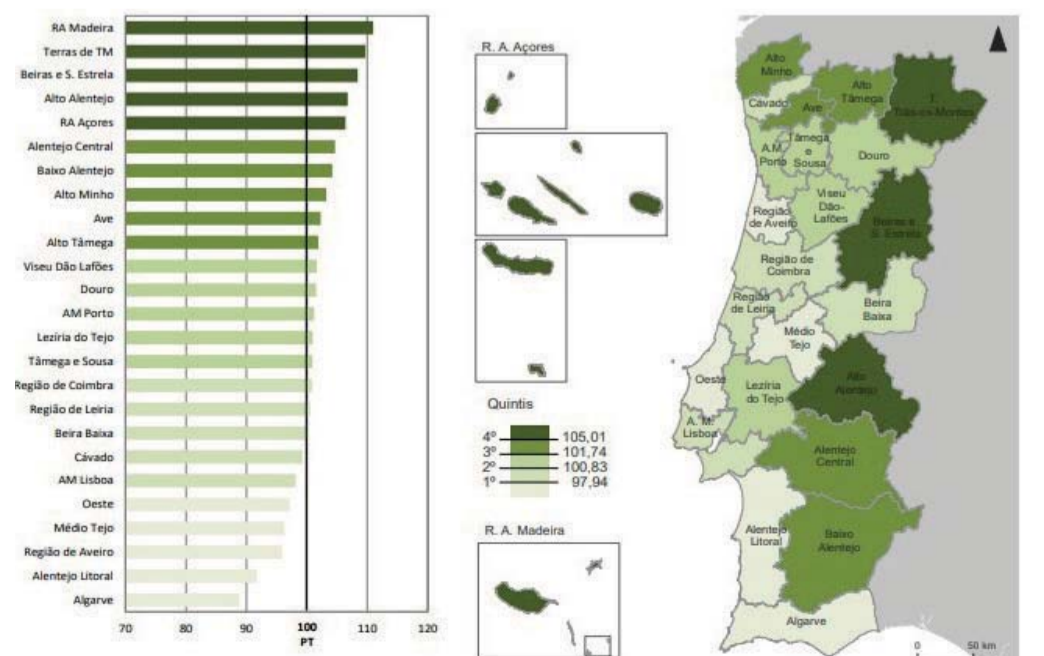 RA Madeira
Terras de TM
Beiras e S. Estrela
Alto Alentejo
RA Açores
Alentejo Central
Baixo Alentejo
Alto Minho
Ave
Alto Tâmega
Viseu Dão Lafões
Douro
AM Porto
Lezíria do Tejo
Tâmega e Sousa
Região de Coimbra
Região de Leiria
Beira Baixa
Cávado
AM Lisboa
Oeste
Médio Tejo
Região de Aveiro
Alentejo Litoral
Algarve
70 80 90 100 110 120
PT
R. A. Açores
Quintis
4º 105,01
3º 101,74
2º 100,83
1º 97,94
R. A. Madeira
Alto
Minho
Cávado
Ave
Alto
Tâmega
T.
Trás-os-Montes
A.M.
Porto
Tâmega
e
Sousa
Douro
Região
de Aveiro
Viseu
Dão-
Lafões
Beiras e
S. Estrela
Região de
Coimbra
Região
de Leiria
Beira
Baixa
Médio
Tejo
Oeste
Lezíria
do Tejo
Alto
Alentejo
A. M.
Lisboa
Alentejo
Central
Alentejo
Litoral
Baixo
Alentejo
Algarve
0 50 km